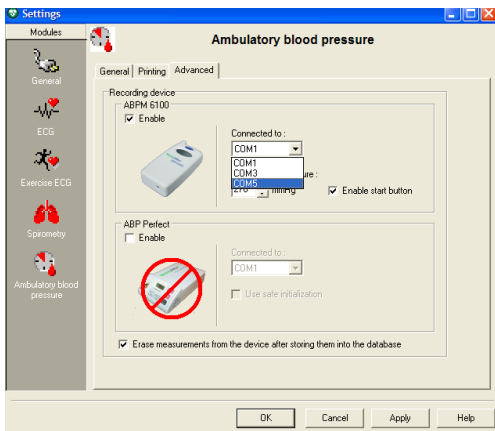 Settings
Modules
General
ECG
Exercise ECG
Spirometry
Ambulatory blood
pressure
Ambulatory blood pressure
General Printing Advanced
Recording device
ABPM 6100
Enable
Connected to :
COM1
COM1
COM3
COM5
mmHg
Enable start button
ABP Perfect
Enable
Connected to :
COM1
Use safe initialization
Erase measurements from the device after storing them into the database
OK Cancel Apply Help